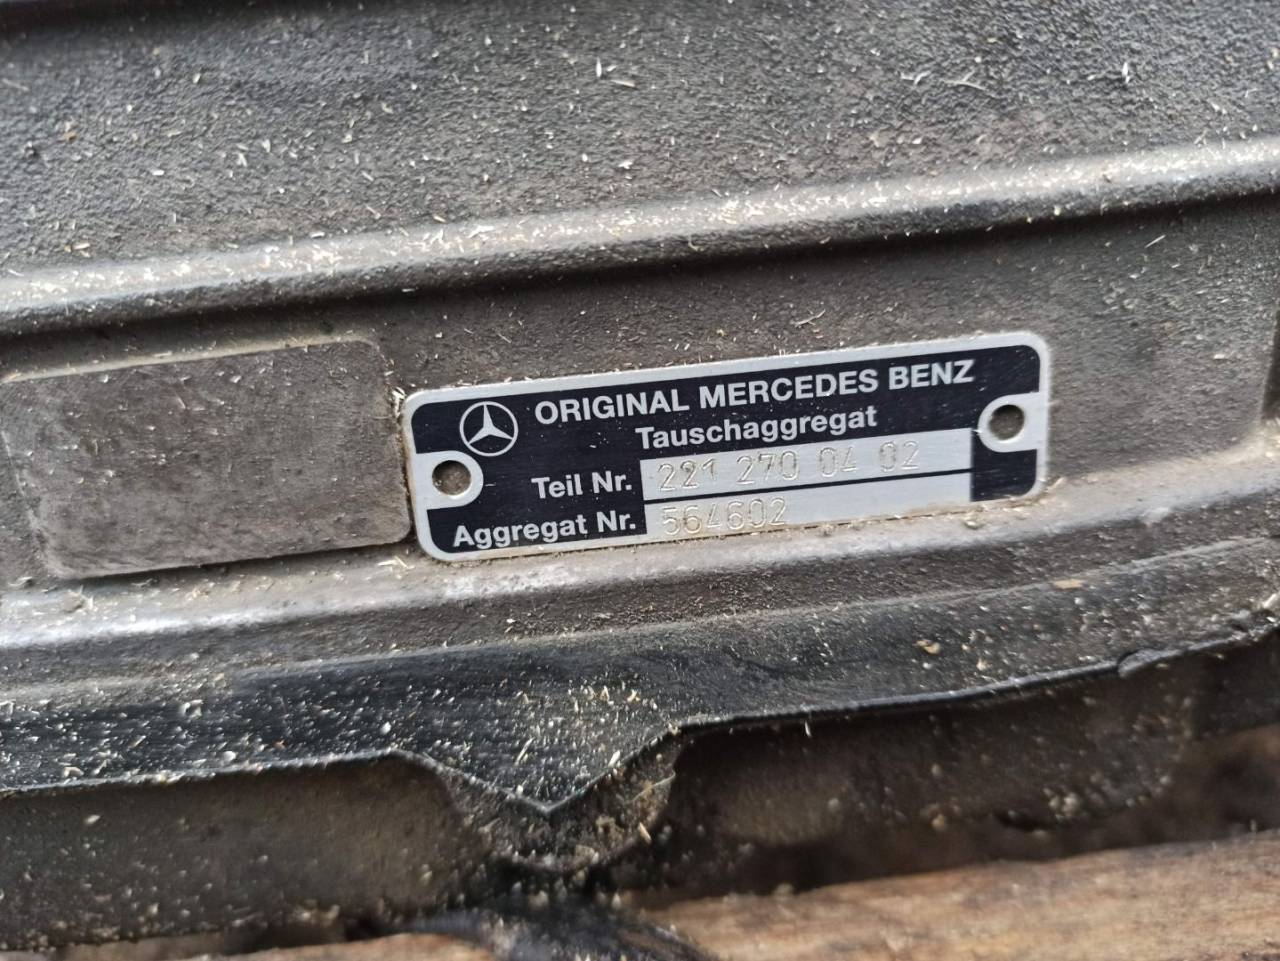 ORIGINAL MERCEDES BENZ
Tauschaggregat
Teil Nr. 221 270 04 02
Aggregat Nr. 564602